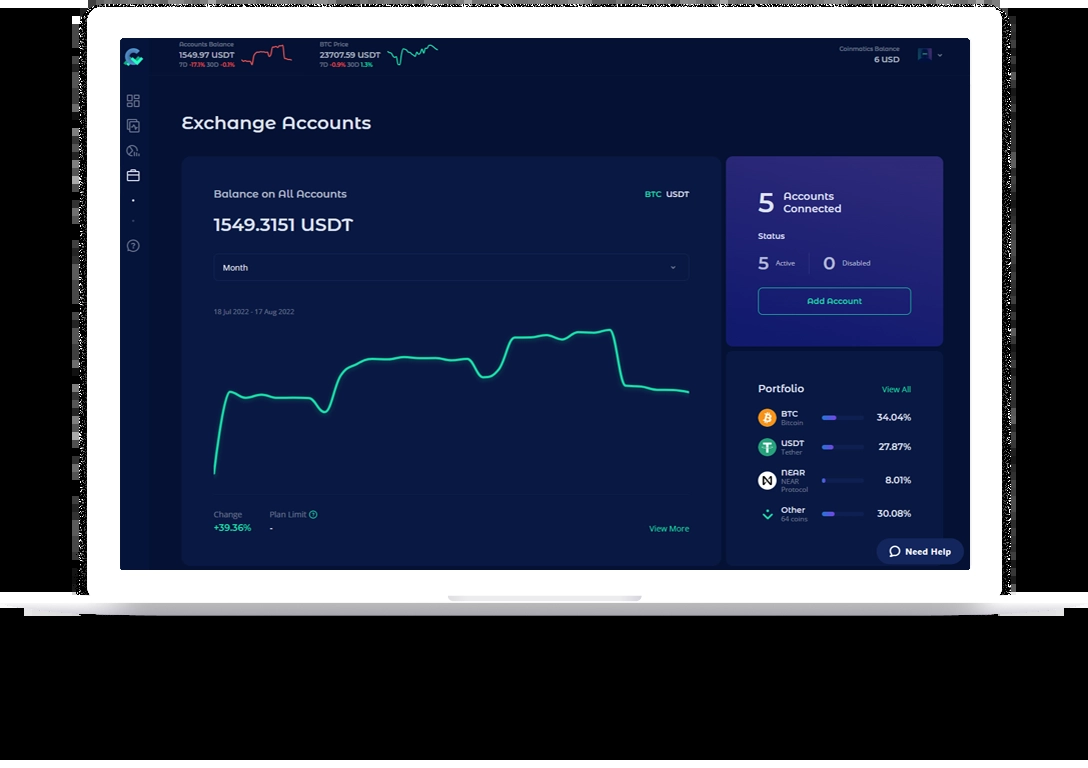 Accounts Balance
1549.97 USDT
7D -17.1% 30D -0.1%
BTC Price
23707.59 USDT
7D -0.9% 30D 1.3%
Coinmatics Balance
6 USD
Exchange Accounts
Balance on All Accounts
BTC USDT
1549.3151 USDT
Month
18 Jul 2022 - 17 Aug 2022
Change
+39.36%
Plan Limit ?
-
View More
5 Accounts
Connected
Status
5 Active 0 Disabled
Add Account
Portfolio View All
BTC
Bitcoin
34.04%
USDT
Tether
27.87%
NEAR
NEAR
Protocol
8.01%
Other
64 coins
30.08%
Need Help